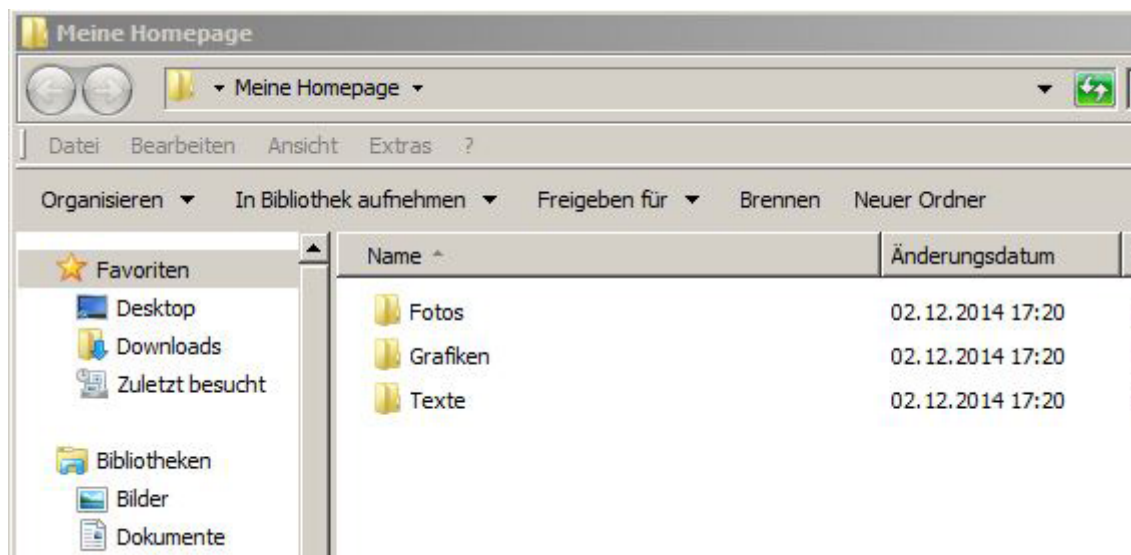 Meine Homepage
Meine Homepage
Datei Bearbeiten Ansicht Extras ?
Organisieren In Bibliothek aufnehmen Freigeben für Brennen Neuer Ordner
Name Änderungsdatum
Favoriten
Desktop
Downloads
Zuletzt besucht
Bibliotheken
Bilder
Dokumente
Fotos 02.12.2014 17:20
Grafiken 02.12.2014 17:20
Texte 02.12.2014 17:20